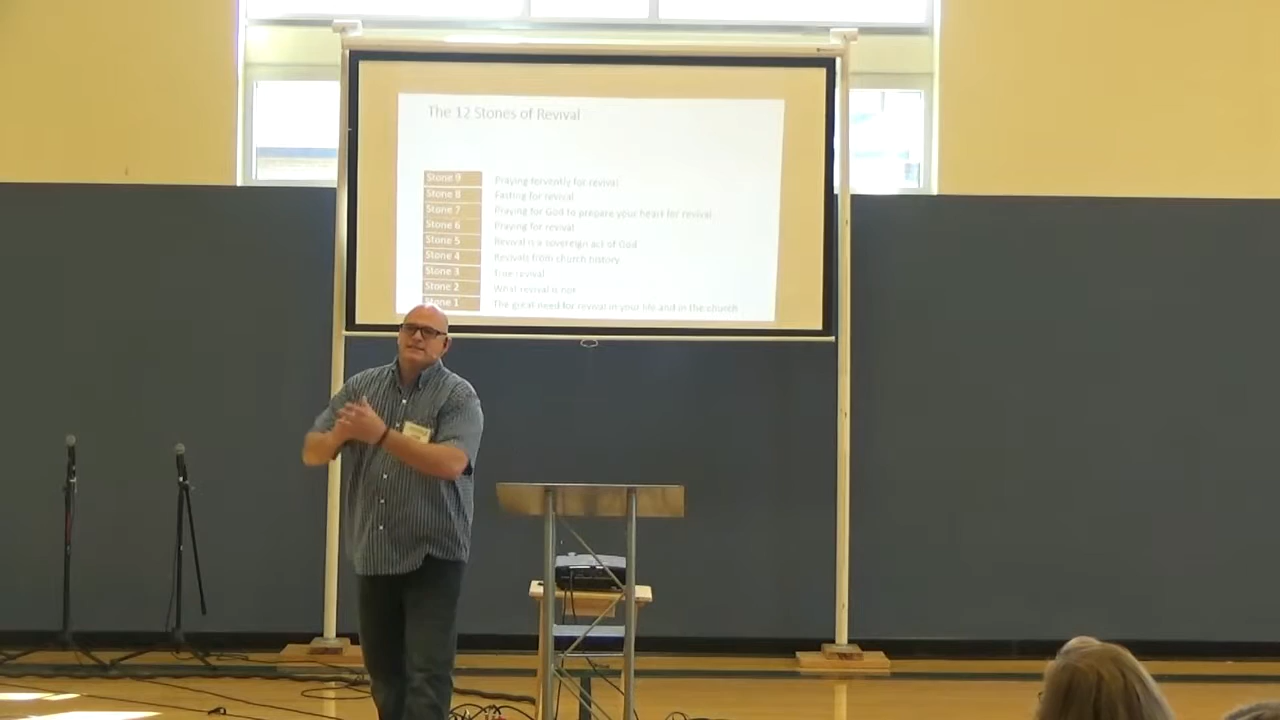 The 12 Stones of Revival
Stone 9 Praying fervently for revival
Stone 8 Fasting for revival
Stone 7 Praying for God to prepare your heart for revival
Stone 6 Praying for revival
Stone 5 Revival is a sovereign act of God
Stone 4 Revivals from church history
Stone 3 True revival
Stone 2 What revival is not
Stone 1 The great need for revival in your life and in the church